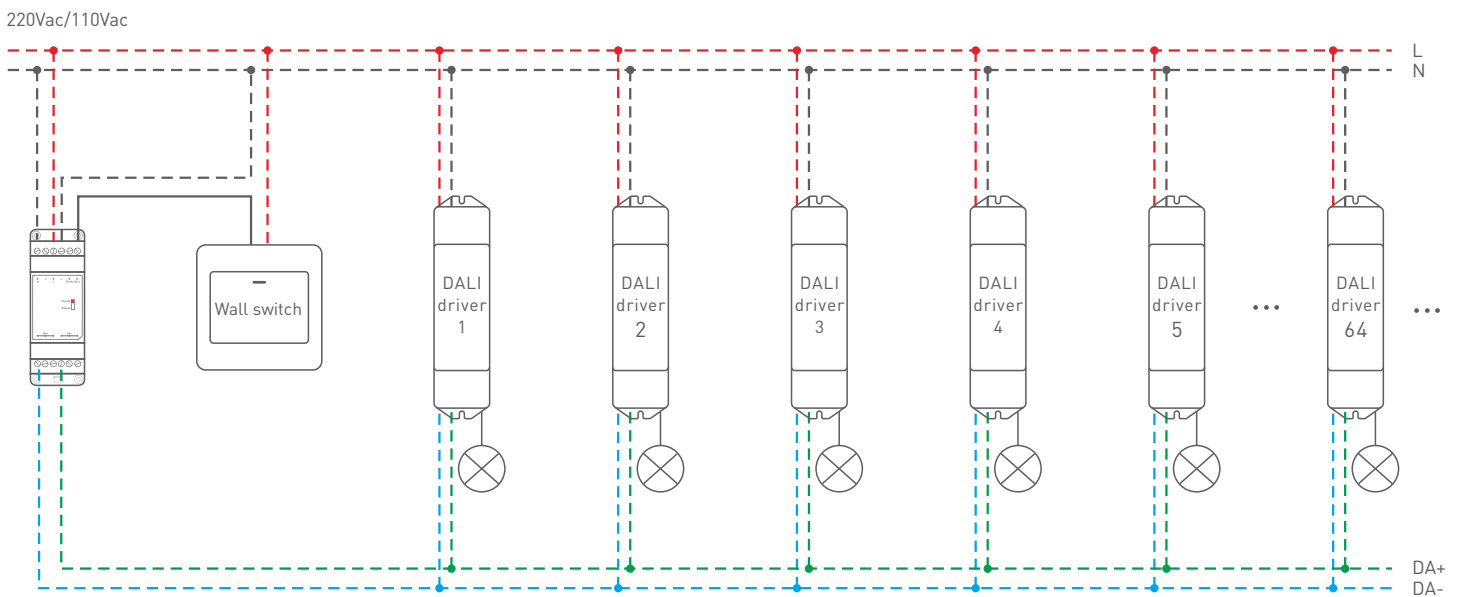 220Vac/110Vac
L
N
Wall switch
DALI
driver
1
DALI
driver
2
DALI
driver
3
DALI
driver
4
DALI
driver
5
...
DALI
driver
64
...
DA+
DA-